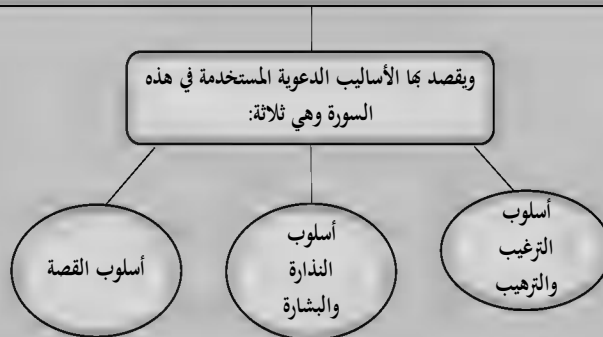 ويقصد بها الأساليب الدعوية المستخدمة في هذه
السورة وهي ثلاثة:
أسلوب
الترغيب
والترهيب
أسلوب
النذارة
والبشارة
أسلوب القصة